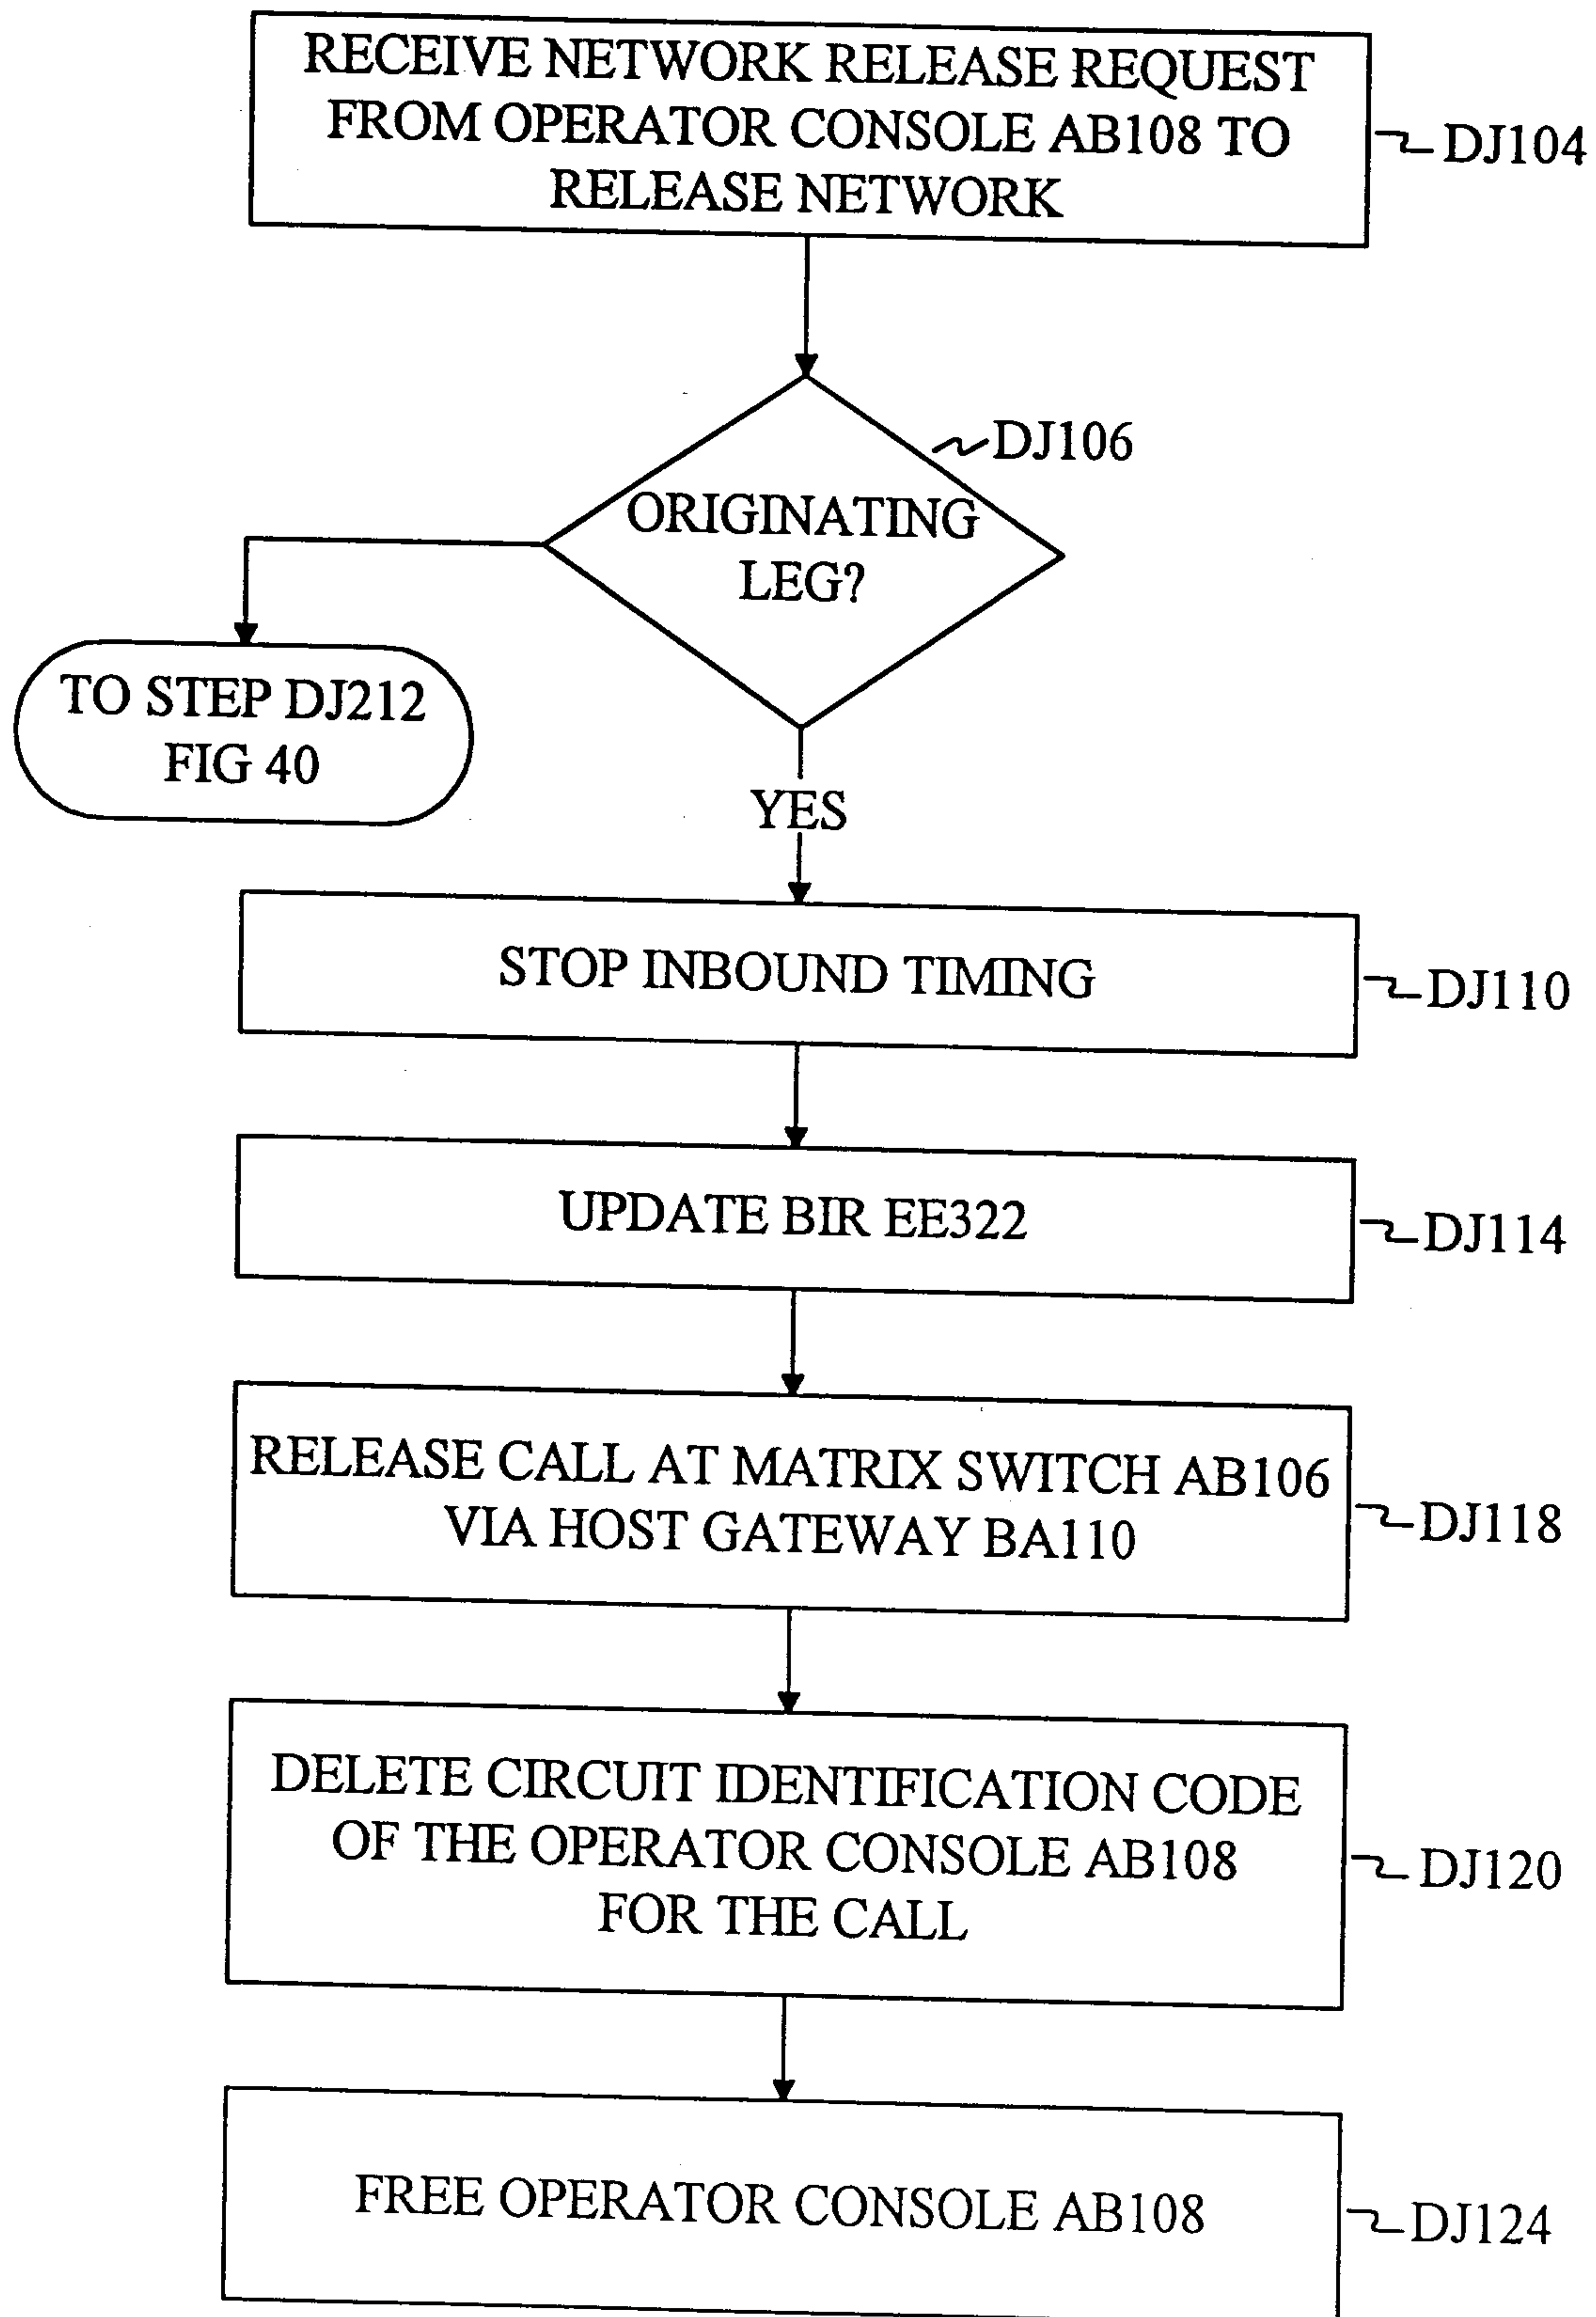 RECEIVE NETWORK RELEASE REQUEST
FROM OPERATOR CONSOLE AB108 TO
RELEASE NETWORK
DJ104
DJ106
ORIGINATING
LEG?
TO STEP DJ212
FIG 40
YES
STOP INBOUND TIMING
DJ110
UPDATE BIR EE322
DJ114
RELEASE CALL AT MATRIX SWITCH AB106
VIA HOST GATEWAY BA110
DJ118
DELETE CIRCUIT IDENTIFICATION CODE
OF THE OPERATOR CONSOLE AB108
FOR THE CALL
DJ120
FREE OPERATOR CONSOLE AB108
DJ124